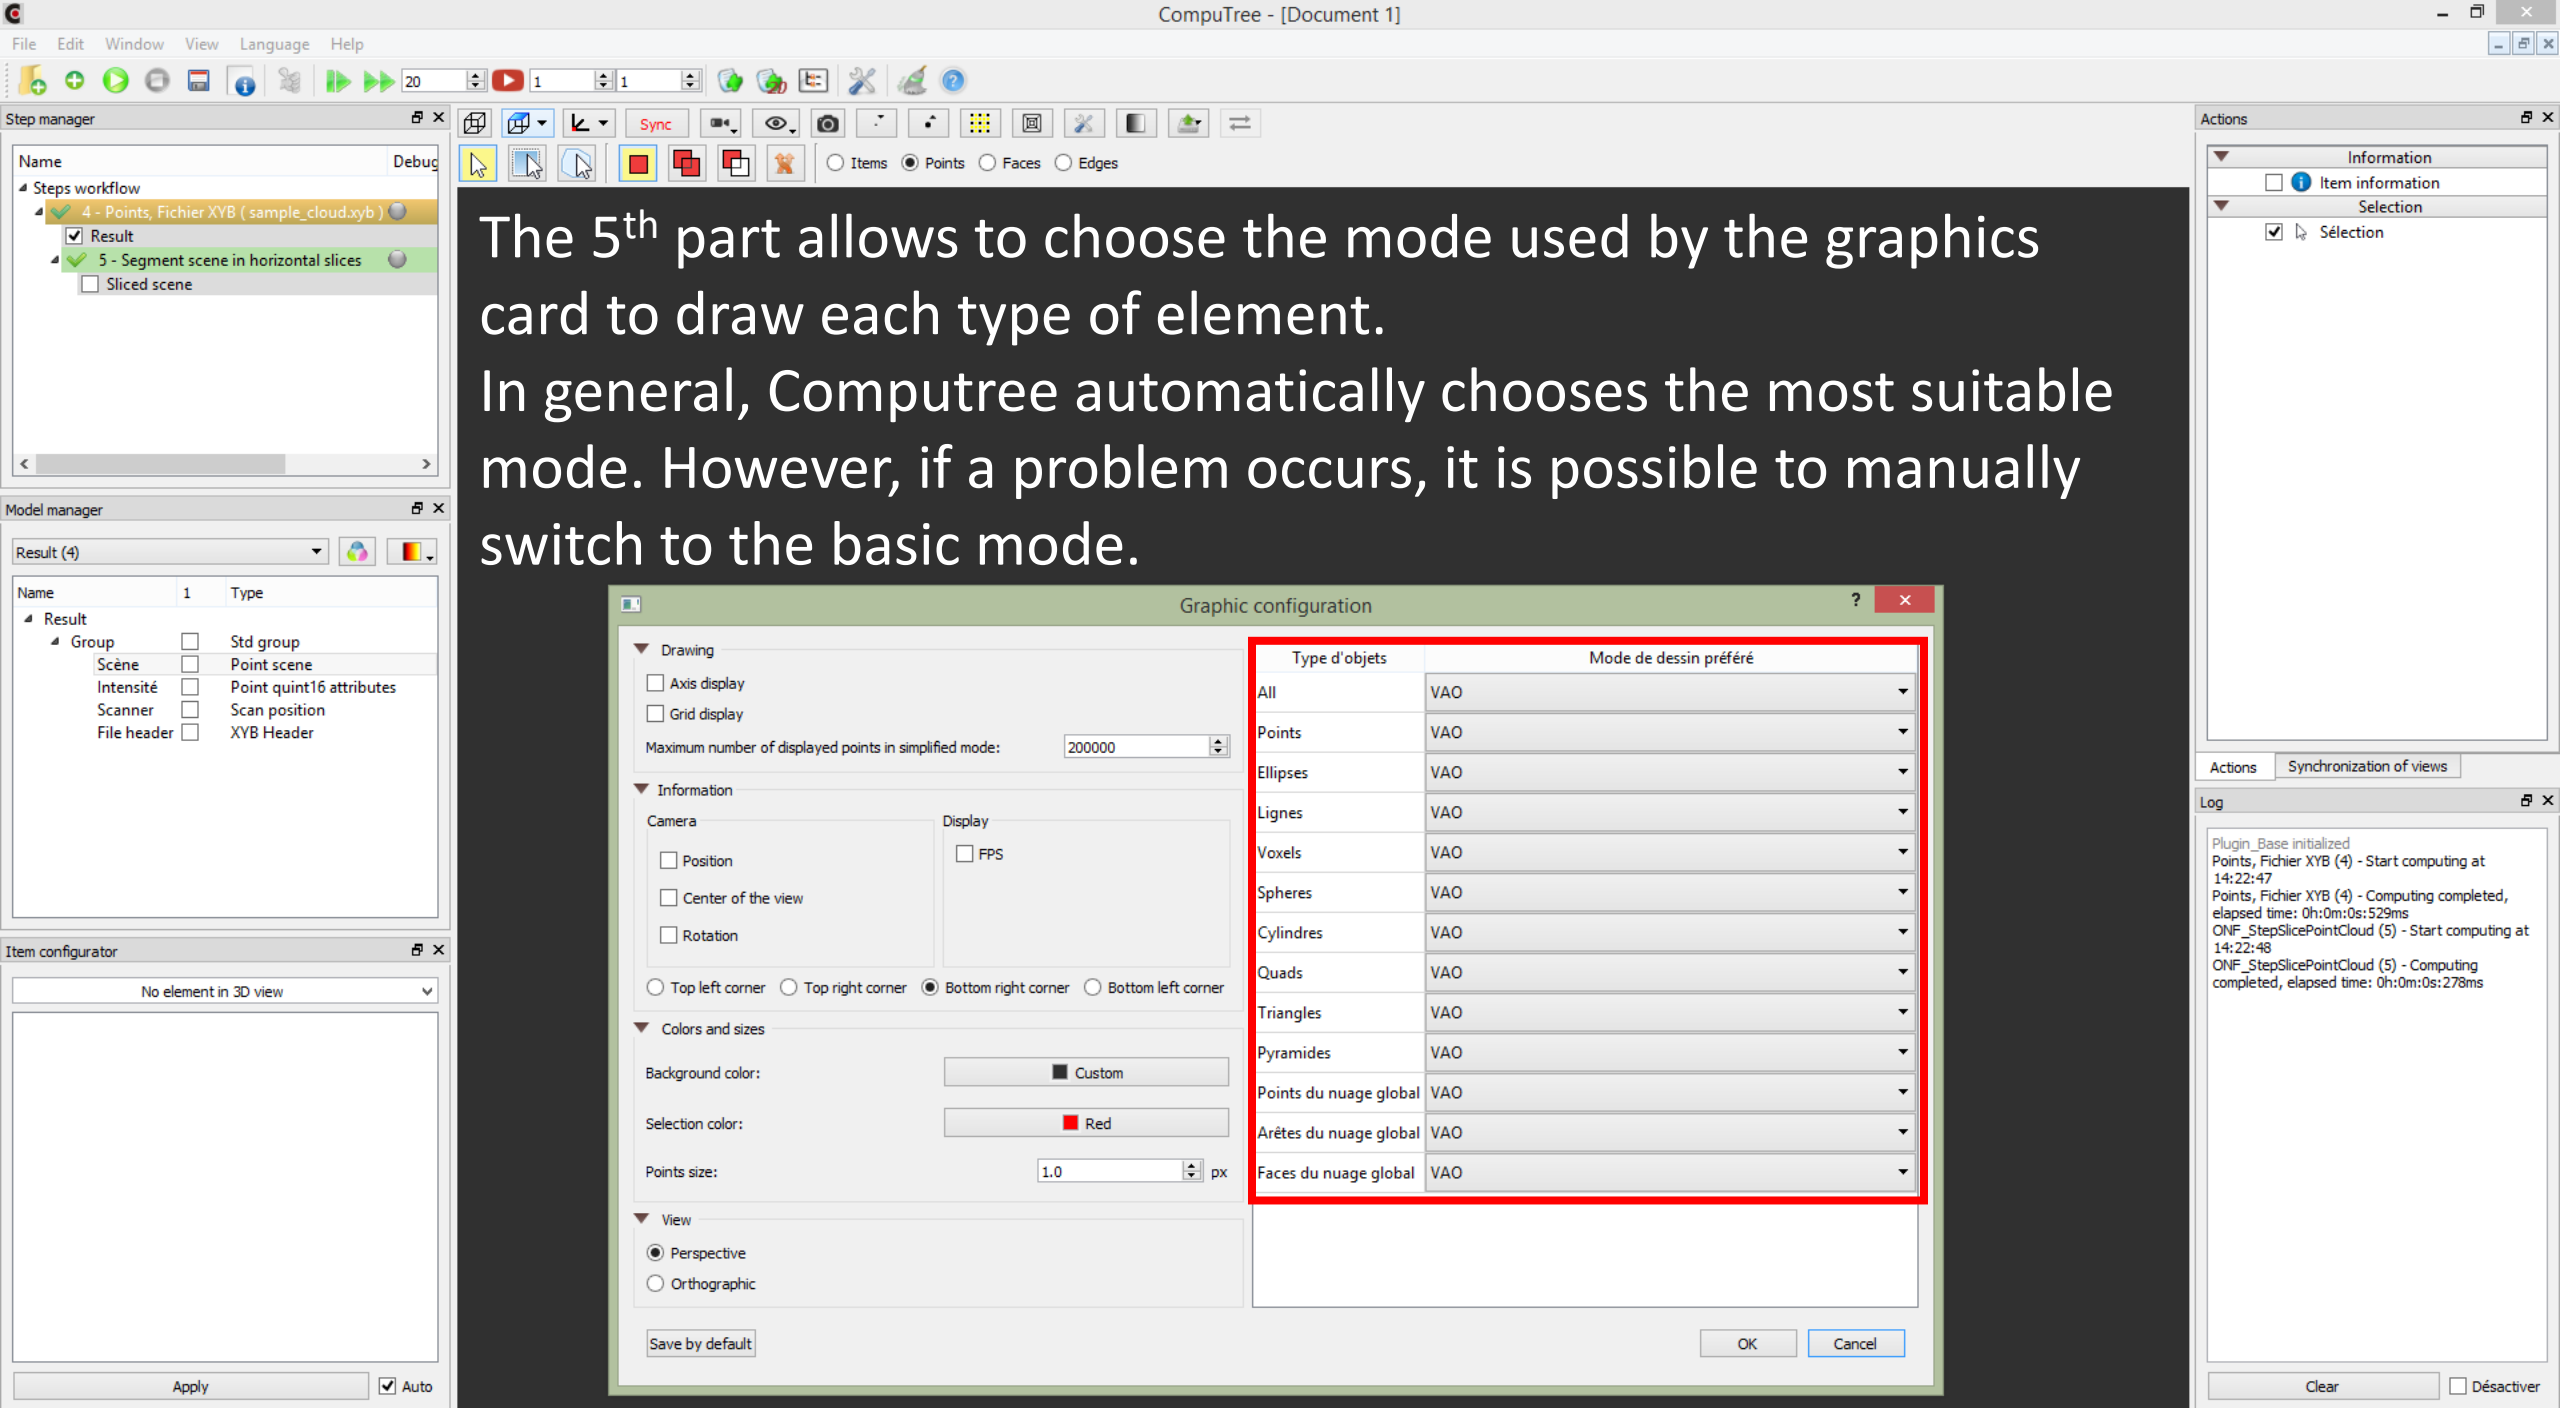 CompuTree - [Document 1]
File Edit Window View Language Help
20 1 1
Step manager
Name Debug
Steps workflow
4 - Points, Fichier XYB ( sample_cloud.xyb )
Result
5 - Segment scene in horizontal slices
Sliced scene
Model manager
Result (4)
Name 1 Type
Result
Group Std group
Scène Point scene
Intensité Point quint16 attributes
Scanner Scan position
File header XYB Header
Item configurator
No element in 3D view
Apply Auto
Sync
Items Points Faces Edges
The 5th part allows to choose the mode used by the graphics
card to draw each type of element.
In general, Computree automatically chooses the most suitable
mode. However, if a problem occurs, it is possible to manually
switch to the basic mode.
Graphic configuration ?
Drawing
Axis display
Grid display
Maximum number of displayed points in simplified mode: 200000
Information
Camera Display
Position FPS
Center of the view
Rotation
Top left corner Top right corner Bottom right corner Bottom left corner
Colors and sizes
Background color: Custom
Selection color: Red
Points size: 1.0 px
View
Perspective
Orthographic
Save by default
Type d'objets Mode de dessin préféré
All VAO
Points VAO
Ellipses VAO
Lignes VAO
Voxels VAO
Spheres VAO
Cylindres VAO
Quads VAO
Triangles VAO
Pyramides VAO
Points du nuage global VAO
Arêtes du nuage global VAO
Faces du nuage global VAO
OK Cancel
Actions
Information
Item information
Selection
Sélection
Actions Synchronization of views
Log
Plugin_Base initialized
Points, Fichier XYB (4) - Start computing at
14:22:47
Points, Fichier XYB (4) - Computing completed,
elapsed time: 0h:0m:0s:529ms
ONF_StepSlicePointCloud (5) - Start computing at
14:22:48
ONF_StepSlicePointCloud (5) - Computing
completed, elapsed time: 0h:0m:0s:278ms
Clear Désactiver